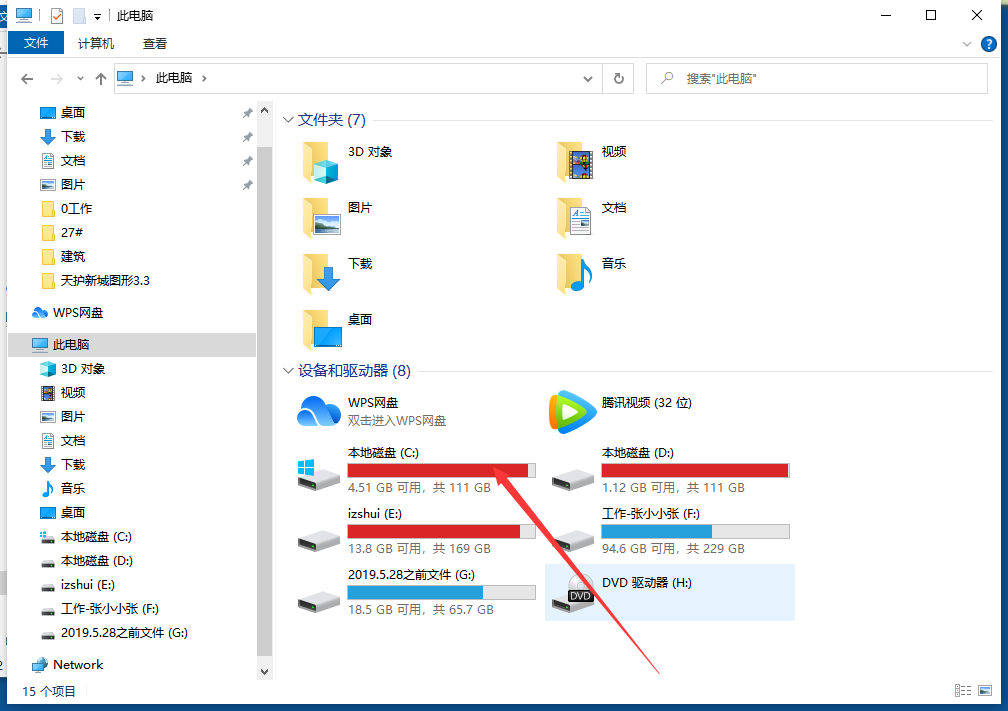 此电脑
文件 计算机 查看
此电脑
搜索"此电脑"
桌面
下载
文档
图片
0工作
27#
建筑
天护新城图形3.3
WPS网盘
此电脑
3D 对象
视频
图片
文档
下载
音乐
桌面
本地磁盘 (C:)
本地磁盘 (D:)
izshui (E:)
工作-张小小张 (F:)
2019.5.28之前文件 (G:)
Network
文件夹 (7)
3D 对象
视频
图片
文档
下载
音乐
桌面
设备和驱动器 (8)
WPS网盘
双击进入WPS网盘
腾讯视频 (32 位)
本地磁盘 (C:)
4.51 GB 可用，共 111 GB
本地磁盘 (D:)
1.12 GB 可用，共 111 GB
izshui (E:)
13.8 GB 可用，共 169 GB
工作-张小小张 (F:)
94.6 GB 可用，共 229 GB
2019.5.28之前文件 (G:)
18.5 GB 可用，共 65.7 GB
DVD 驱动器 (H:)
DVD
15 个项目